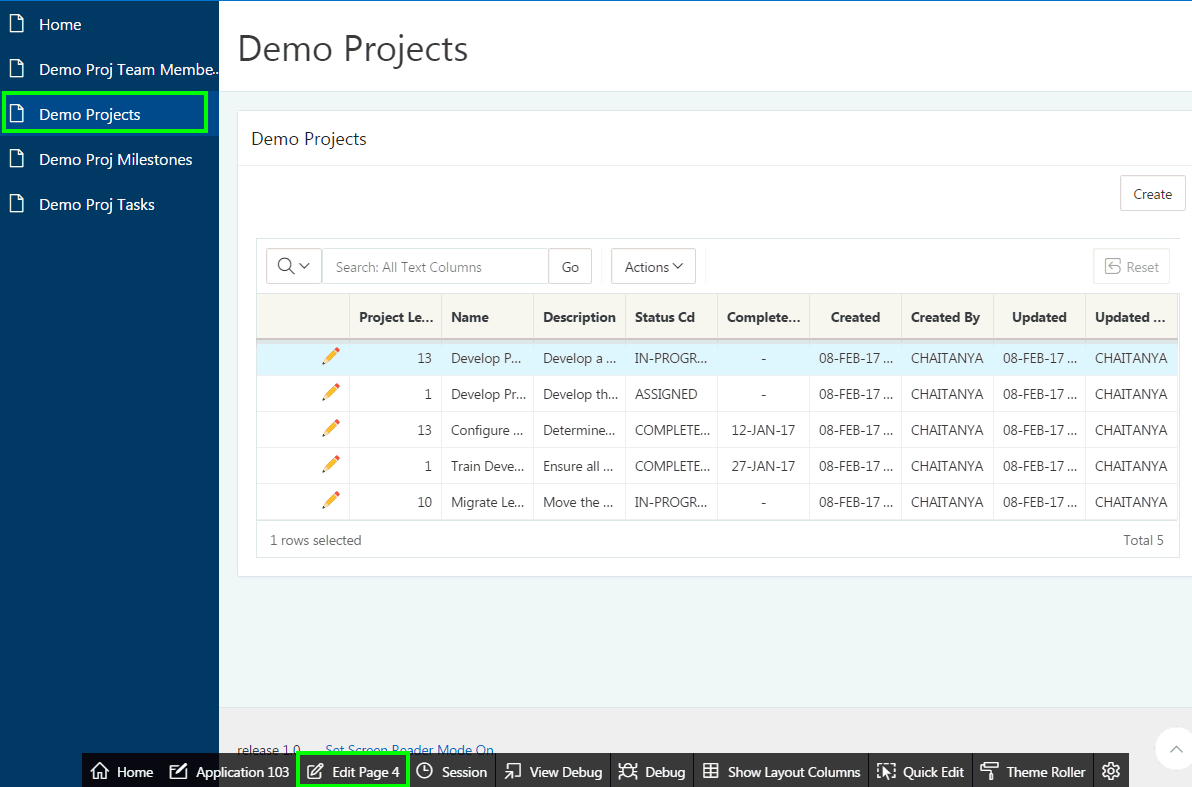 Home
Demo Proj Team Membe..
Demo Projects
Demo Proj Milestones
Demo Proj Tasks
Demo Projects
Demo Projects
Create
Search: All Text Columns Go Actions Reset
Project Le... Name Description Status Cd Complete... Created Created By Updated Updated ...
13 Develop P... Develop a ... IN-PROGR... - 08-FEB-17 ... CHAITANYA 08-FEB-17 ... CHAITANYA
1 Develop Pr... Develop th... ASSIGNED - 08-FEB-17 ... CHAITANYA 08-FEB-17 ... CHAITANYA
13 Configure ... Determine... COMPLETE... 12-JAN-17 08-FEB-17 ... CHAITANYA 08-FEB-17 ... CHAITANYA
1 Train Deve... Ensure all ... COMPLETE... 27-JAN-17 08-FEB-17 ... CHAITANYA 08-FEB-17 ... CHAITANYA
10 Migrate Le... Move the ... IN-PROGR... - 08-FEB-17 ... CHAITANYA 08-FEB-17 ... CHAITANYA
1 rows selected Total 5
release 1.0 Set Screen Reader Mode On
Home Application 103 Edit Page 4 Session View Debug Debug Show Layout Columns Quick Edit Theme Roller